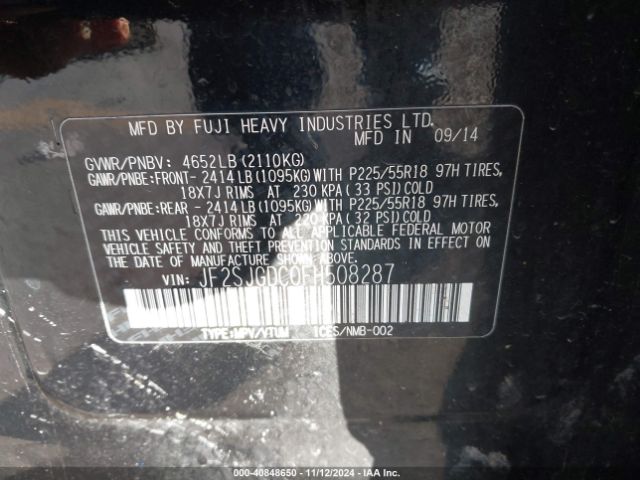 MFD BY FUJI HEAVY INDUSTRIES LTD.
MFD IN 09/14
GVWR/PNBV: 4652LB(2110KG)
GAWR/PNBE:FRONT- 2414LB(1095KG)WITH P225/55R18 97H TIRES,
18X7J RIMS AT 230 KPA(33 PSI)COLD
GAWR/PNBE:REAR - 2414LB(1095KG)WITH P225/55R18 97H TIRES,
18X7J RIMS AT 220 KPA(32 PSI)COLD
THIS VEHICLE CONFORMS TO ALL APPLICABLE FEDERAL MOTOR
VEHICLE SAFETY AND THEFT PREVENTION STANDARDS IN EFFECT
ON THE DATE OF MANUFACTURE SHOWN ABOVE.
VIN: JF2SJGDC0FH508287
TYPE:MPV/VTUM ICES/NMB-002
000-40848650 - 11/12/2024 - IAA Inc.